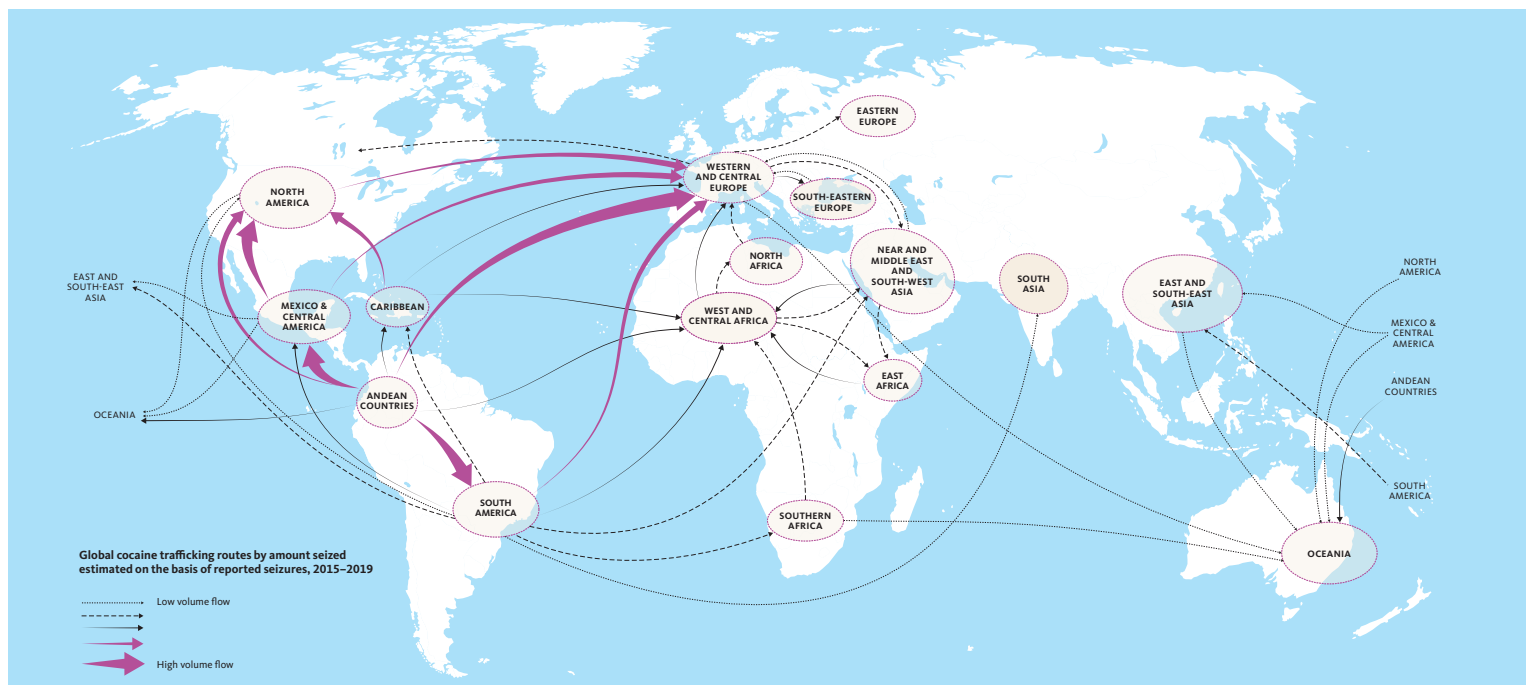 EASTERN
EUROPE
WESTERN
AND CENTRAL
EUROPE
NORTH
AMERICA
SOUTH-EASTERN
EUROPE
NORTH
AFRICA
NEAR AND
MIDDLE EAST
AND
SOUTH-WEST
ASIA
SOUTH
ASIA
EAST AND
SOUTH-EAST
ASIA
NORTH
AMERICA
EAST AND
SOUTH-EAST
ASIA
MEXICO &
CENTRAL
AMERICA
CARIBBEAN
WEST AND
CENTRAL AFRICA
MEXICO &
CENTRAL
AMERICA
EAST
AFRICA
ANDEAN
COUNTRIES
ANDEAN
COUNTRIES
OCEANIA
SOUTH
AMERICA
SOUTHERN
AFRICA
SOUTH
AMERICA
OCEANIA
Global cocaine trafficking routes by amount seized
estimated on the basis of reported seizures, 2015–2019
Low volume flow
High volume flow